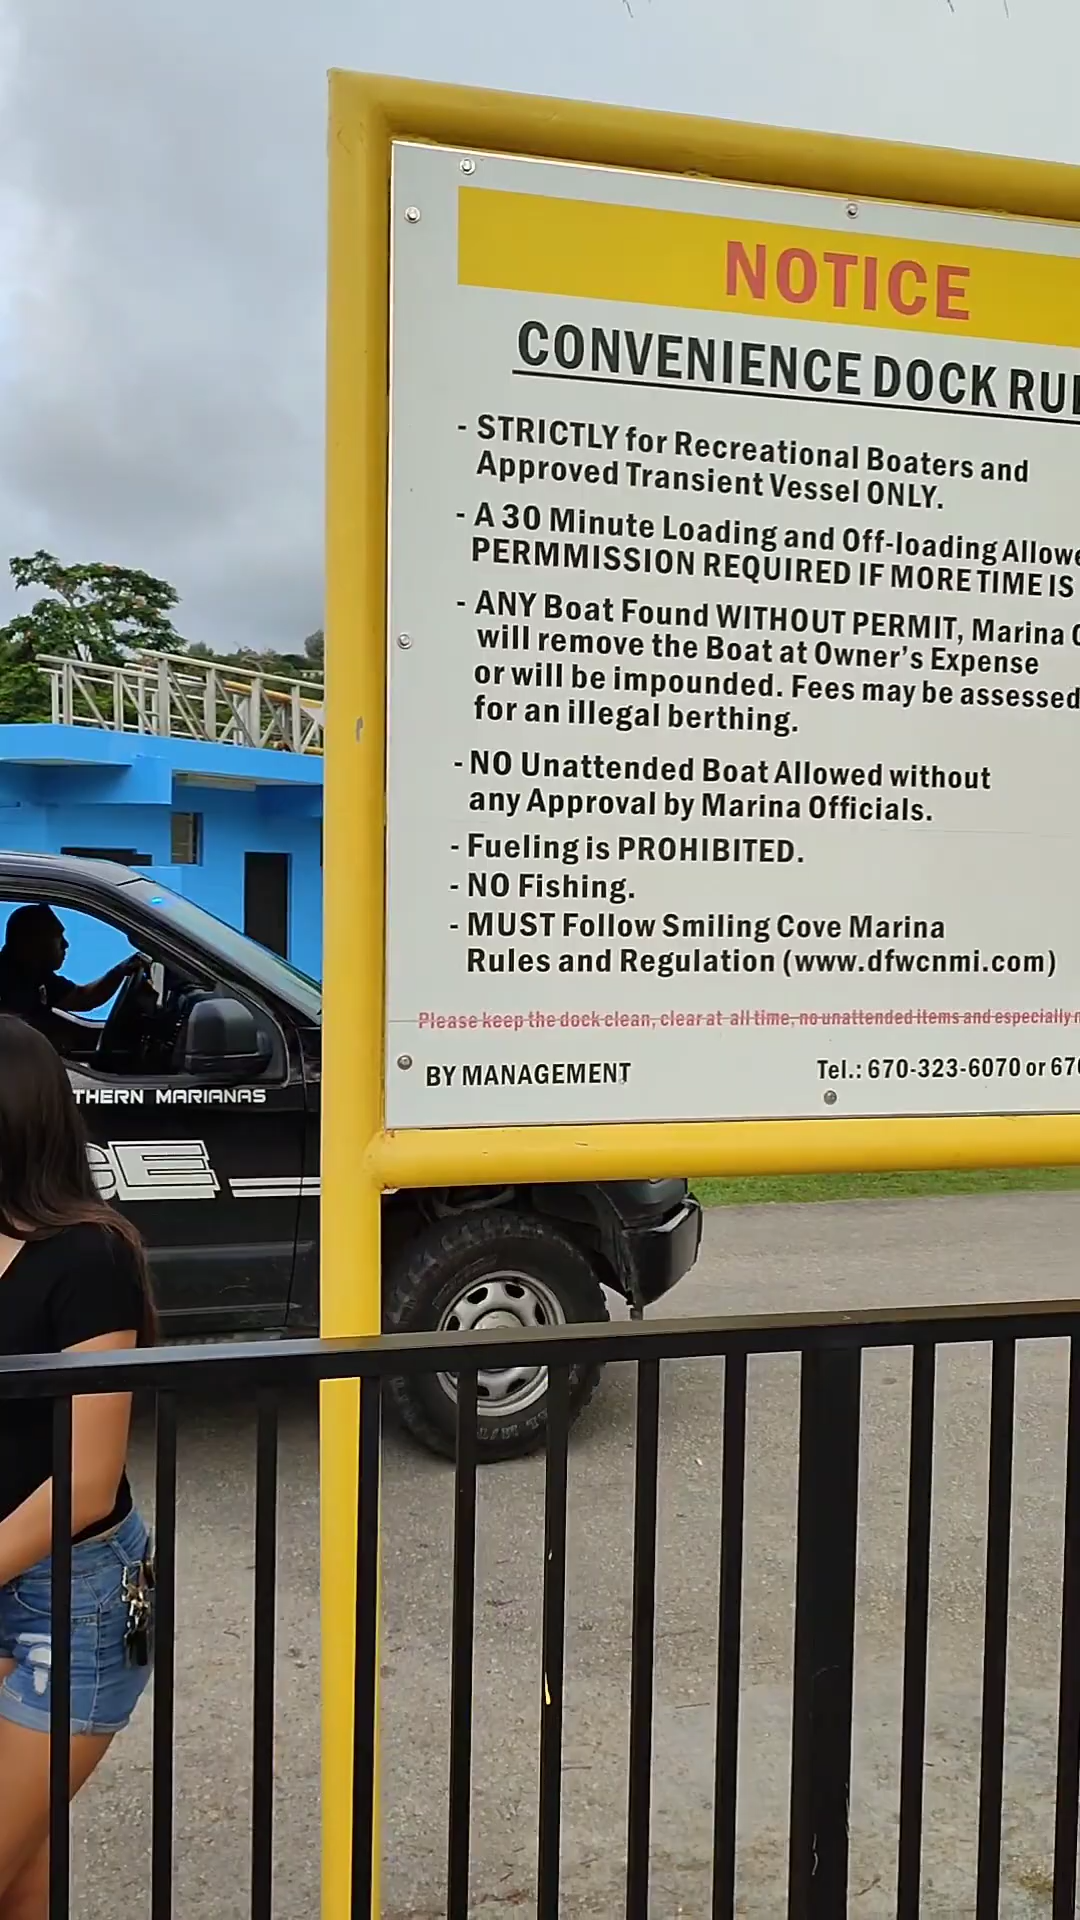 NOTICE
CONVENIENCE DOCK RUL
- STRICTLY for Recreational Boaters and
Approved Transient Vessel ONLY.
- A 30 Minute Loading and Off-loading Allowe
PERMMISSION REQUIRED IF MORE TIME IS
- ANY Boat Found WITHOUT PERMIT, Marina
will remove the Boat at Owner's Expense
or will be impounded. Fees may be assessed
for an illegal berthing.
- NO Unattended Boat Allowed without
any Approval by Marina Officials.
- Fueling is PROHIBITED.
- NO Fishing.
- MUST Follow Smiling Cove Marina
Rules and Regulation (www.dfwcnmi.com)
Please keep the dock clean, clear at all time, no unattended items and especially
BY MANAGEMENT
Tel.: 670-323-6070 or 670
THERN MARIANAS
CE